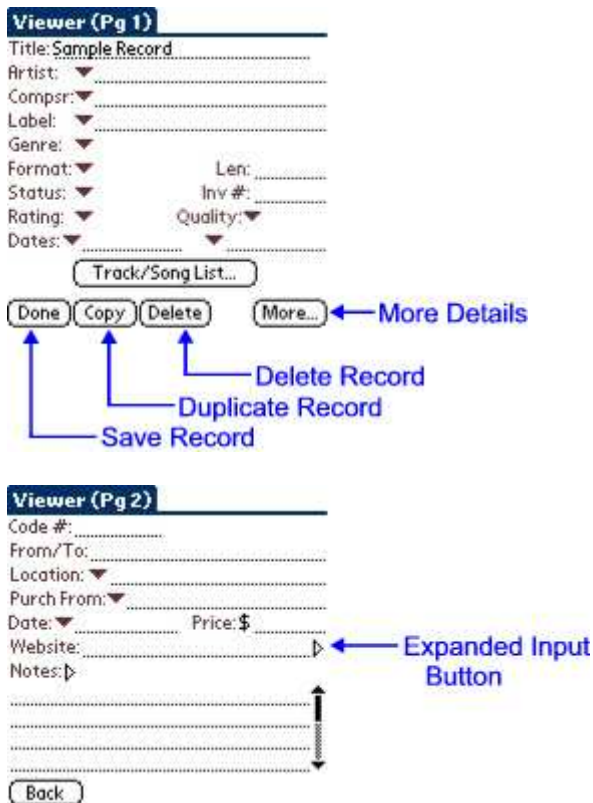 Viewer (Pg 1)
Title: Sample Record
Artist:
Compsr:
Label:
Genre:
Format: Len:
Status: Inv #:
Rating: Quality:
Dates:
Track/Song List...
Done Copy Delete More... More Details
Delete Record
Duplicate Record
Save Record
Viewer (Pg 2)
Code #:
From/To:
Location:
Purch From:
Date: Price: $
Website: Expanded Input
Notes: Button
Back